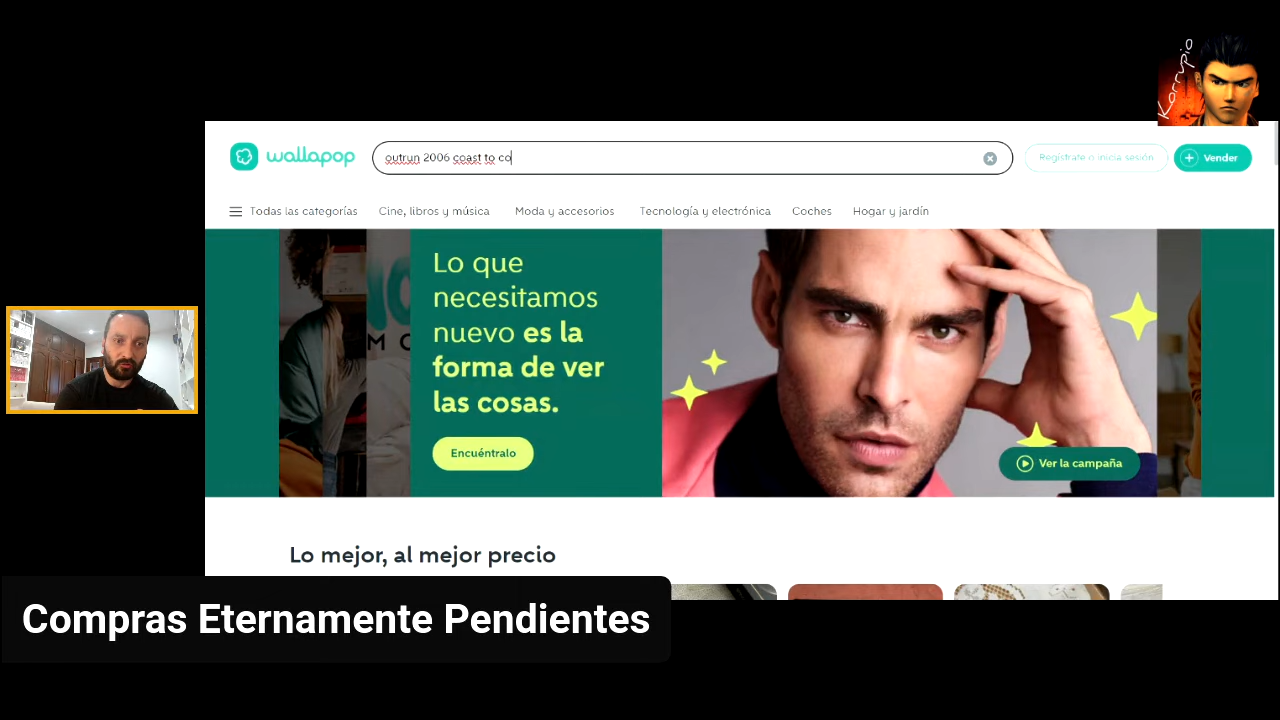 Korrupio
wallapop
outrun 2006 coast to co
Regístrate o inicia sesión
Vender
Todas las categorías
Cine, libros y música
Moda y accesorios
Tecnología y electrónica
Coches
Hogar y jardín
Lo que
necesitamos
nuevo es la
forma de ver
las cosas.
Encuéntralo
Ver la campaña
Lo mejor, al mejor precio
Compras Eternamente Pendientes